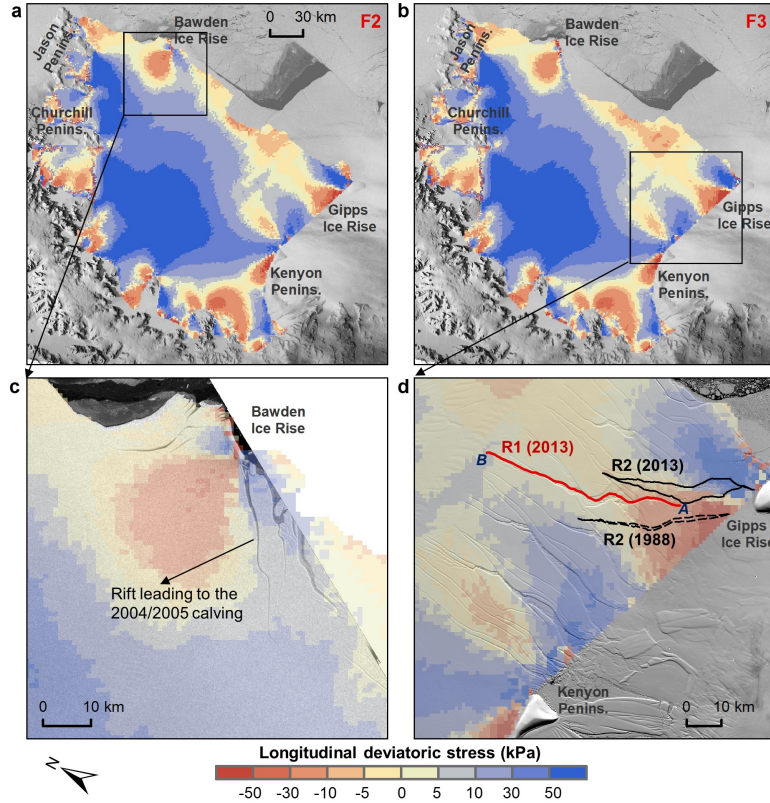 a
F2
Bawden
Ice Rise
0 30 km
Jason
Penins.
Churchill
Penins.
Gipps
Ice Rise
Kenyon
Penins.
b
F3
Bawden
Ice Rise
0 30 km
Jason
Penins.
Churchill
Penins.
Gipps
Ice Rise
Kenyon
Penins.
c
Bawden
Ice Rise
Rift leading to the
2004/2005 calving
0 10 km
d
R1 (2013)
B
R2 (2013)
A
R2 (1988)
Gipps
Ice Rise
Kenyon
Penins.
0 10 km
N
Longitudinal deviatoric stress (kPa)
-50 -30 -10 -5 0 5 10 30 50